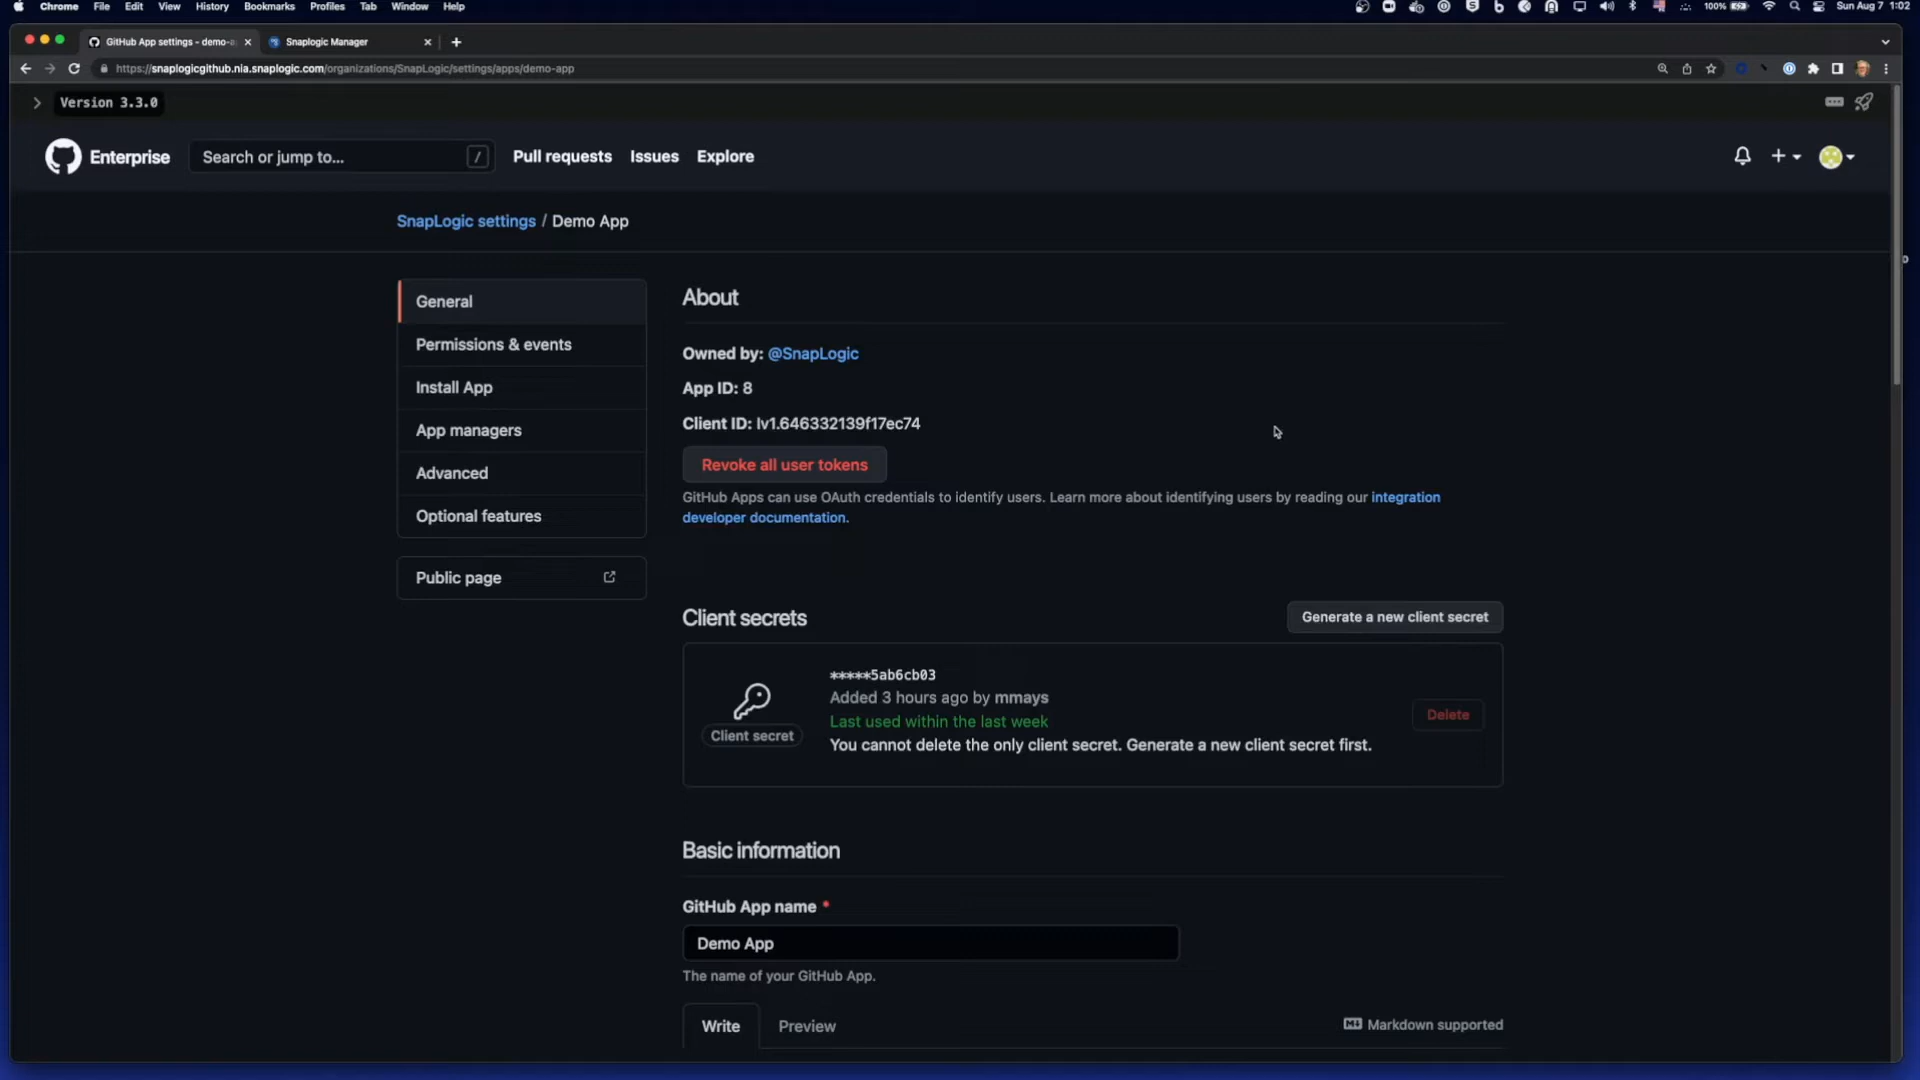 Chrome File Edit View History Bookmarks Profiles Tab Window Help 100% Sun Aug 7 1:02
GitHub App settings - demo-a
Snaplogic Manager
https://snaplogicgithub.nia.snaplogic.com/organizations/SnapLogic/settings/apps/demo-app
Version 3.3.0
Enterprise Search or jump to... / Pull requests Issues Explore
SnapLogic settings / Demo App
General
Permissions & events
Install App
App managers
Advanced
Optional features
Public page
About
Owned by: @SnapLogic
App ID: 8
Client ID: Iv1.646332139f17ec74
Revoke all user tokens
GitHub Apps can use OAuth credentials to identify users. Learn more about identifying users by reading our integration
developer documentation.
Client secrets
Generate a new client secret
Client secret
*****5ab6cb03
Added 3 hours ago by mmays
Last used within the last week
You cannot delete the only client secret. Generate a new client secret first.
Delete
Basic information
GitHub App name *
Demo App
The name of your GitHub App.
Write Preview
Markdown supported